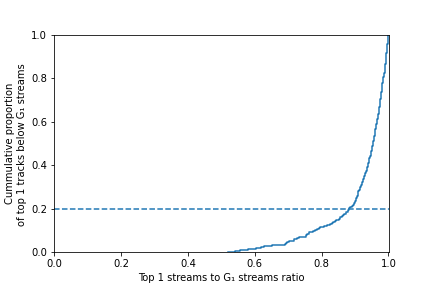 1.0
0.8
0.6
0.4
0.2
0.0
Cummulative proportion
of top 1 tracks below G₁ streams
0.0 0.2 0.4 0.6 0.8 1.0
Top 1 streams to G₁ streams ratio